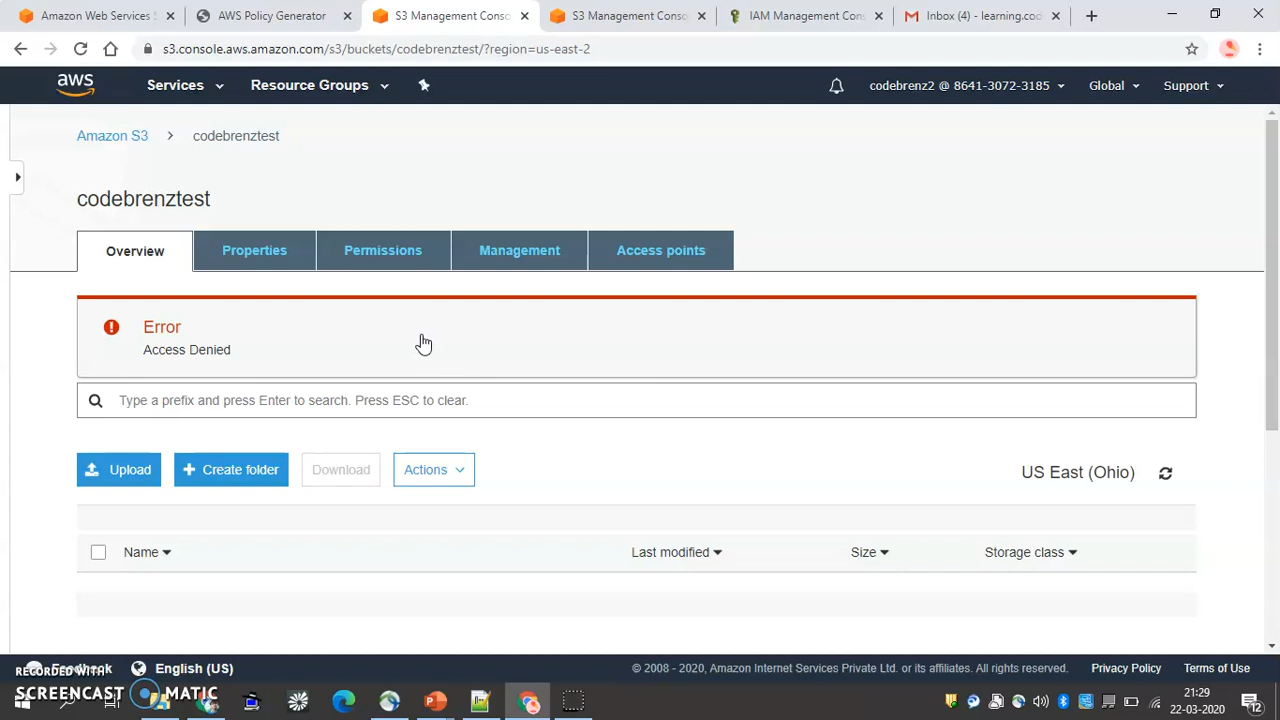 Amazon Web Services S
AWS Policy Generator
S3 Management Conso
S3 Management Conso
IAM Management Cons
Inbox (4) - learning.cod
s3.console.aws.amazon.com/s3/buckets/codebrenztest/?region=us-east-2
aws Services Resource Groups codebrenz2 @ 8641-3072-3185 Global Support
Amazon S3 codebrenztest
codebrenztest
Overview Properties Permissions Management Access points
Error
Access Denied
Type a prefix and press Enter to search. Press ESC to clear.
Upload Create folder Download Actions US East (Ohio)
Name Last modified Size Storage class
Feedback English (US) © 2008 - 2020, Amazon Internet Services Private Ltd. or its affiliates. All rights reserved. Privacy Policy Terms of Use
RECORDED WITH
SCREENCAST MATIC
21:29
22-03-2020
12